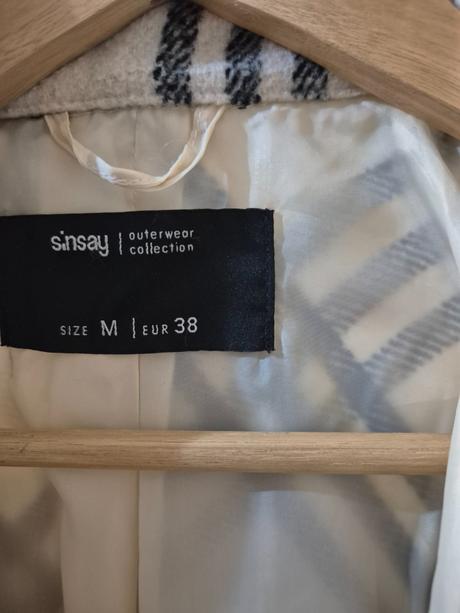 sinsay | outerwear
collection
SIZE M | EUR 38